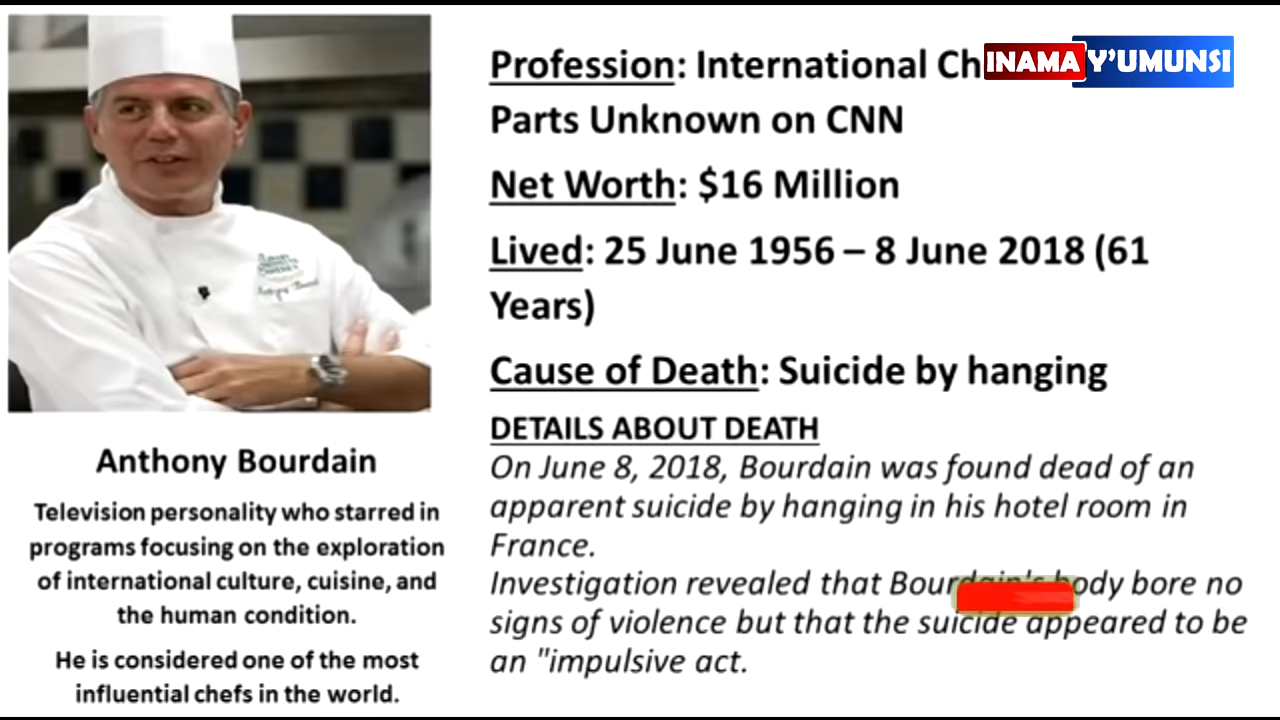 Profession: International Ch
INAMA Y'UMUNSI
Parts Unknown on CNN
Net Worth: $16 Million
Lived: 25 June 1956 – 8 June 2018 (61
Years)
Cause of Death: Suicide by hanging
DETAILS ABOUT DEATH
On June 8, 2018, Bourdain was found dead of an
apparent suicide by hanging in his hotel room in
France.
Investigation revealed that Bourdain's body bore no
signs of violence but that the suicide appeared to be
an "impulsive act.
Anthony Bourdain
Television personality who starred in
programs focusing on the exploration
of international culture, cuisine, and
the human condition.
He is considered one of the most
influential chefs in the world.